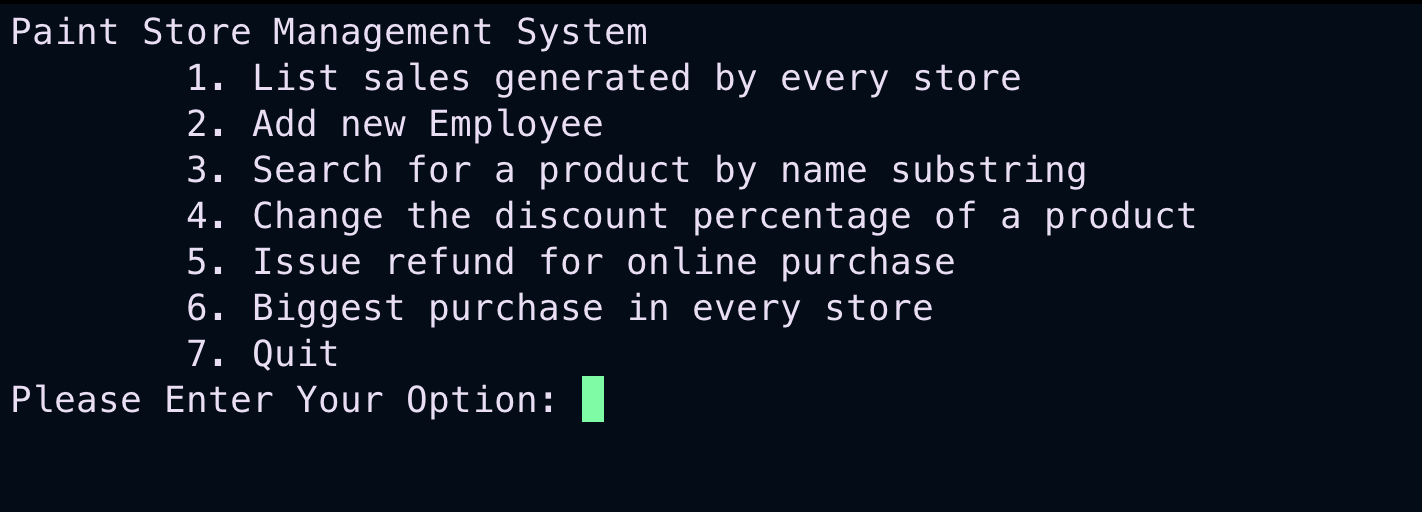 Paint Store Management System
1. List sales generated by every store
2. Add new Employee
3. Search for a product by name substring
4. Change the discount percentage of a product
5. Issue refund for online purchase
6. Biggest purchase in every store
7. Quit
Please Enter Your Option: